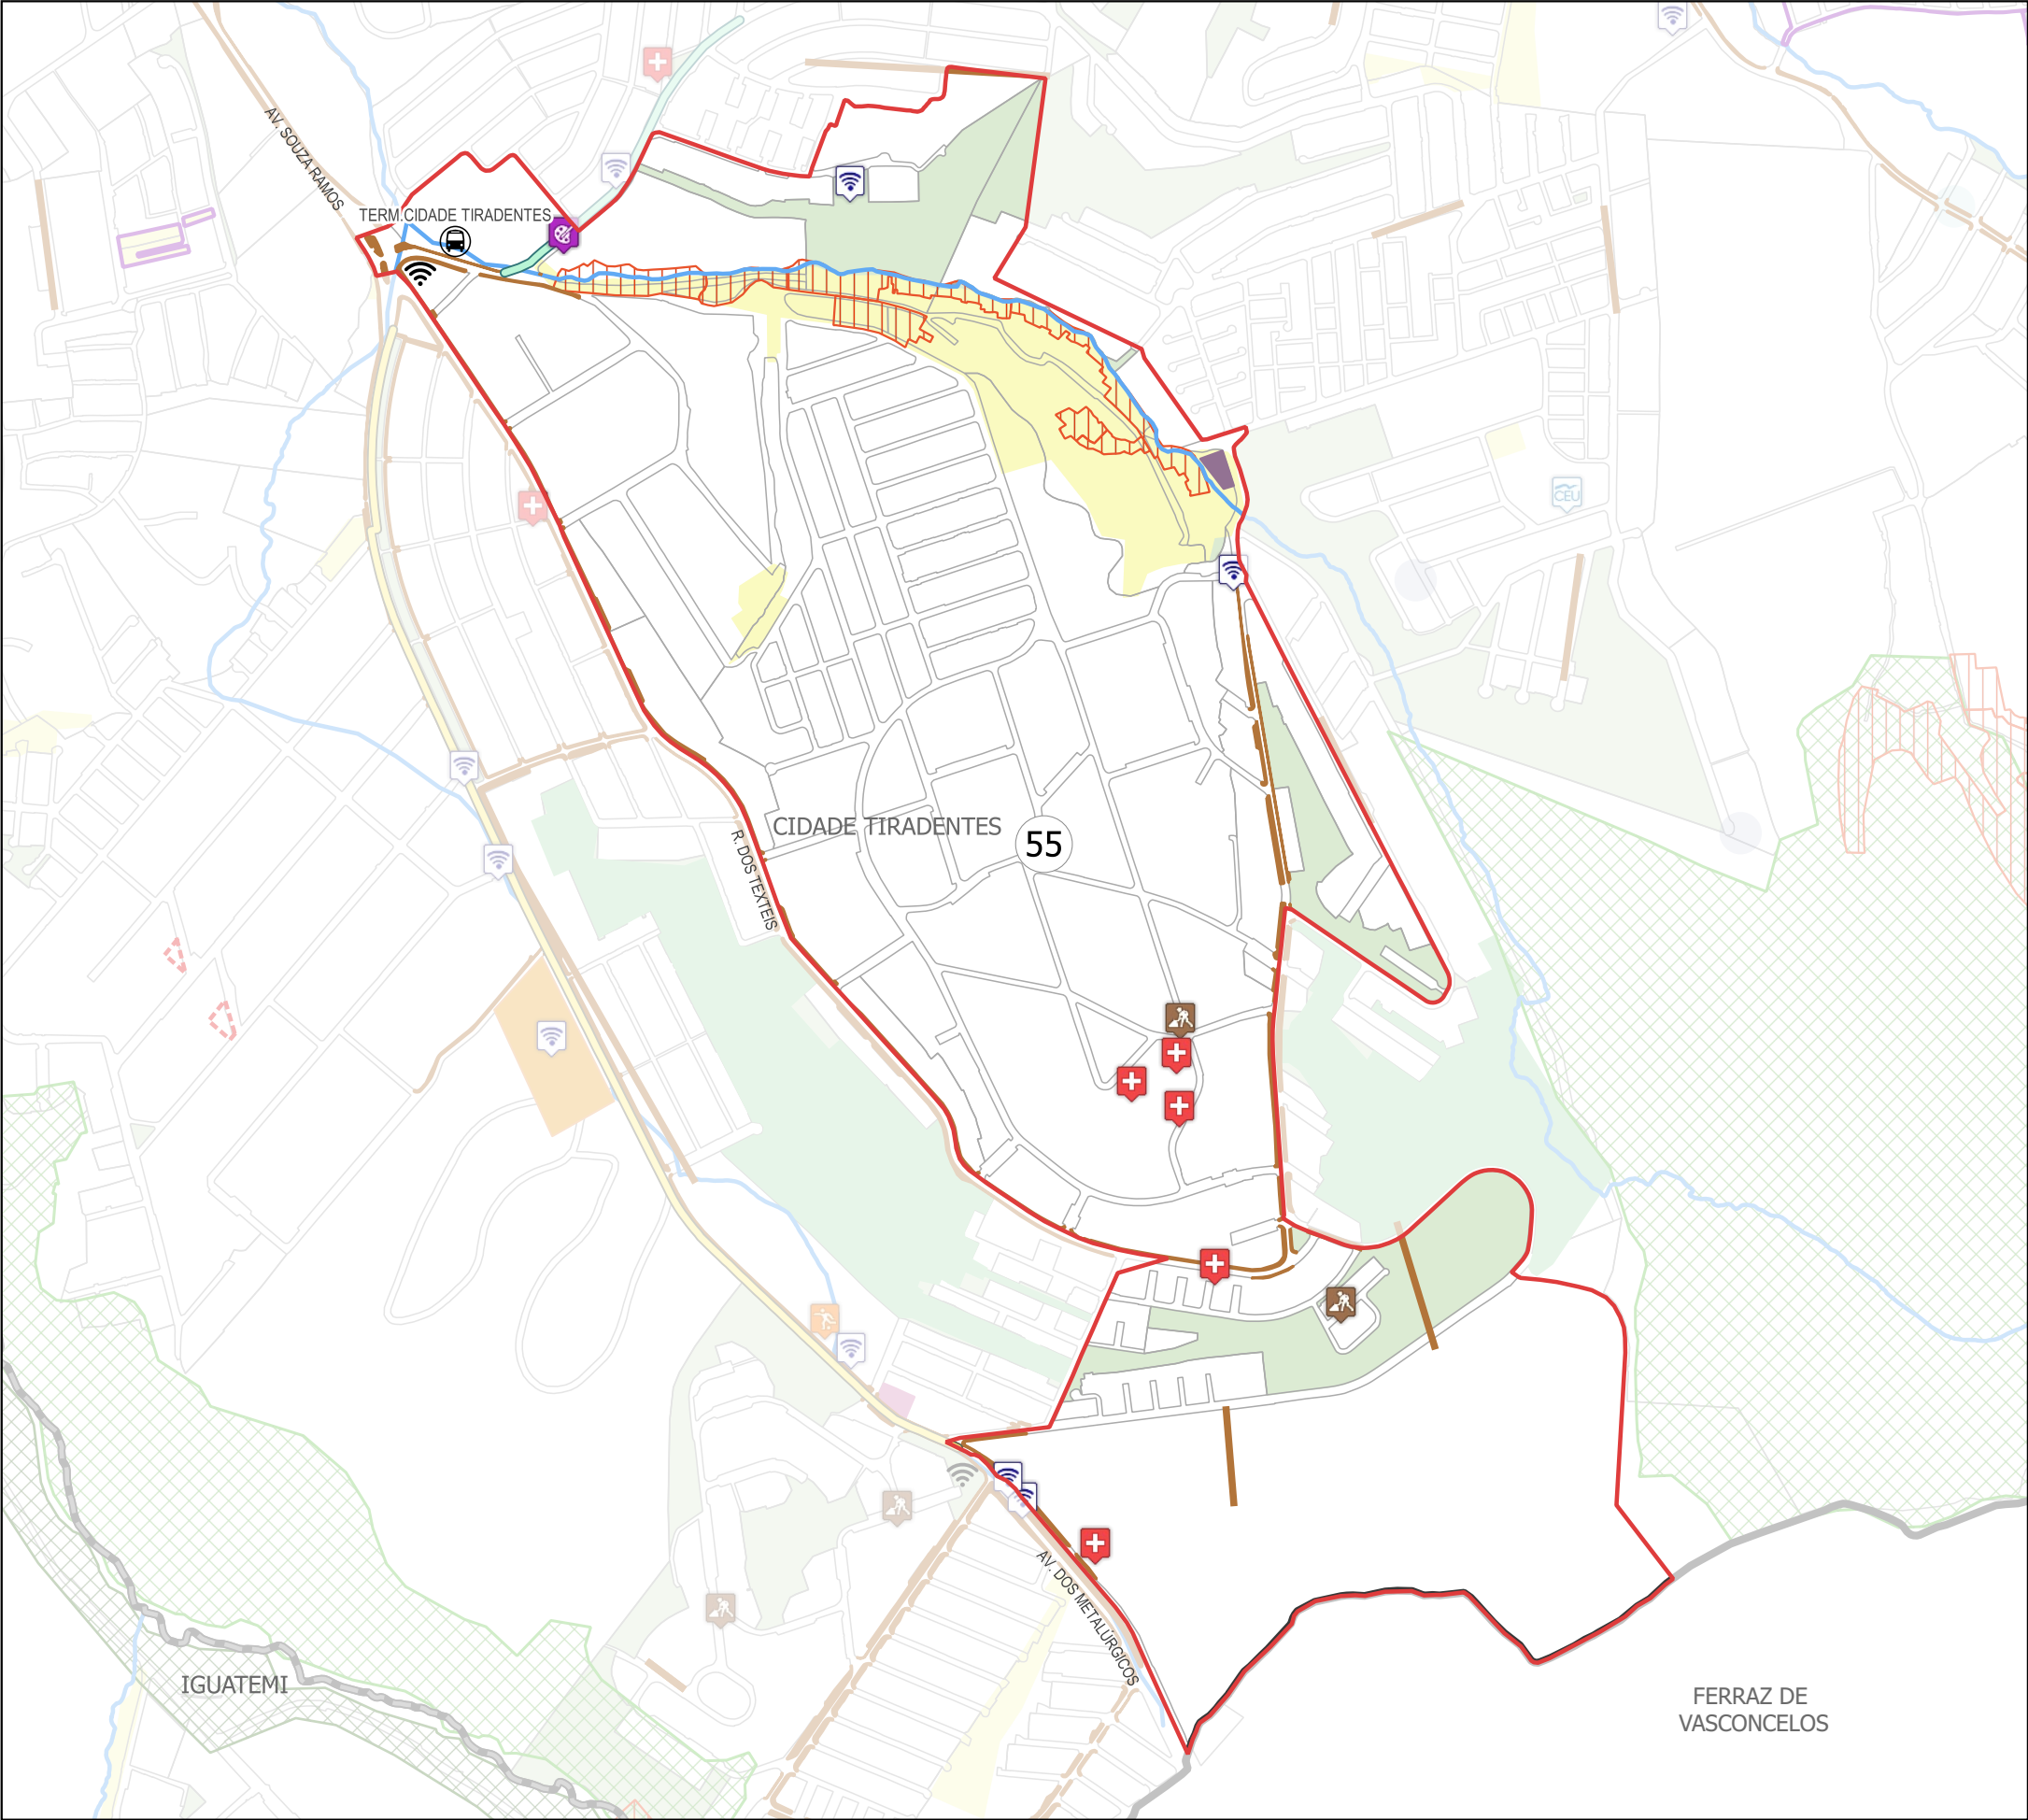 AV. SOUZA RAMOS
TERM.CIDADE TIRADENTES
CEU
CIDADE TIRADENTES
55
R. DOS TEXTEIS
AV. DOS METALÚRGICOS
IGUATEMI
FERRAZ DE
VASCONCELOS